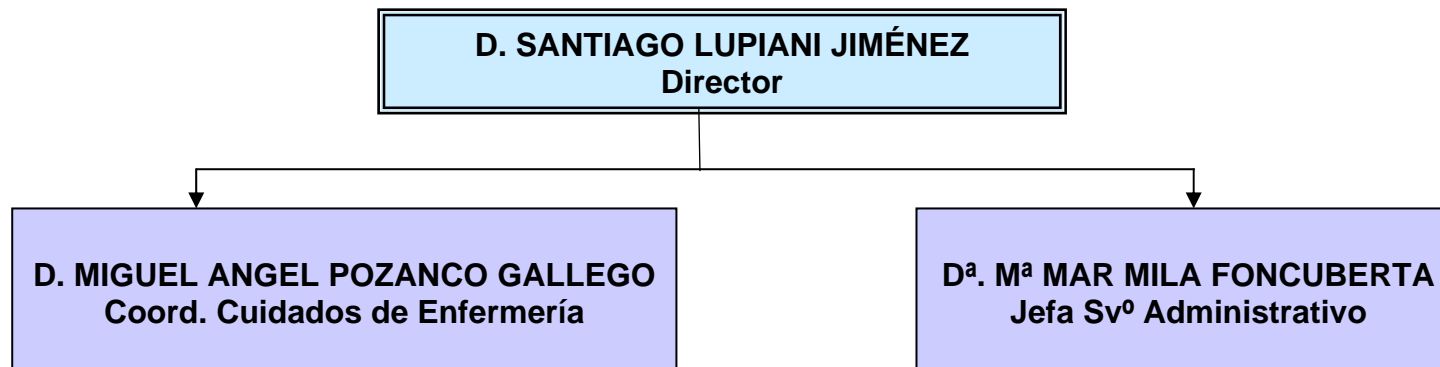 D. SANTIAGO LUPIANI JIMÉNEZ
Director
D. MIGUEL ANGEL POZANCO GALLEGO
Coord. Cuidados de Enfermería
Dª. Mª MAR MILA FONCUBERTA
Jefa Svº Administrativo